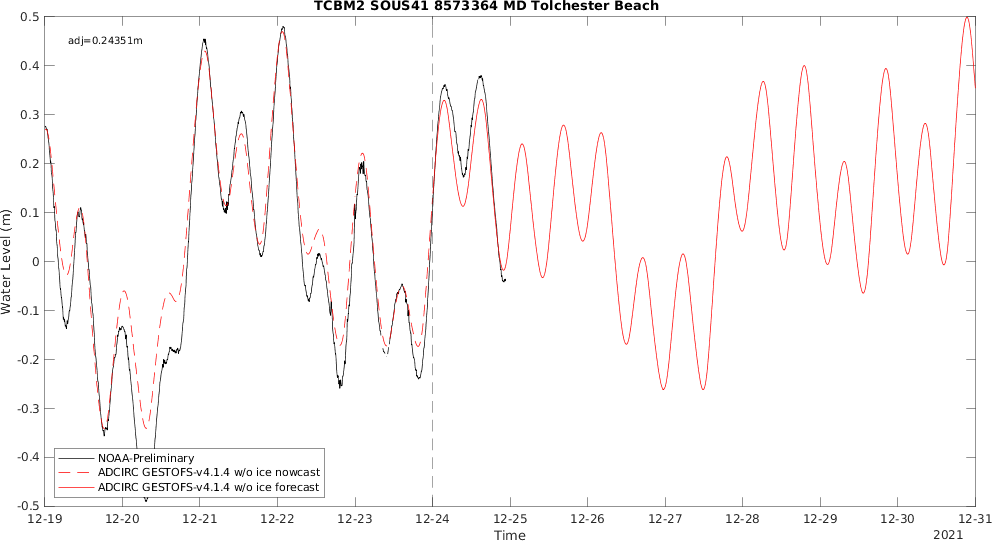 TCBM2 SOUS41 8573364 MD Tolchester Beach
adj=0.24351m
Water Level (m)
0.5
0.4
0.3
0.2
0.1
0
-0.1
-0.2
-0.3
-0.4
-0.5
NOAA-Preliminary
ADCIRC GESTOFS-v4.1.4 w/o ice nowcast
ADCIRC GESTOFS-v4.1.4 w/o ice forecast
12-19 12-20 12-21 12-22 12-23 12-24 12-25 12-26 12-27 12-28 12-29 12-30 12-31
Time
2021